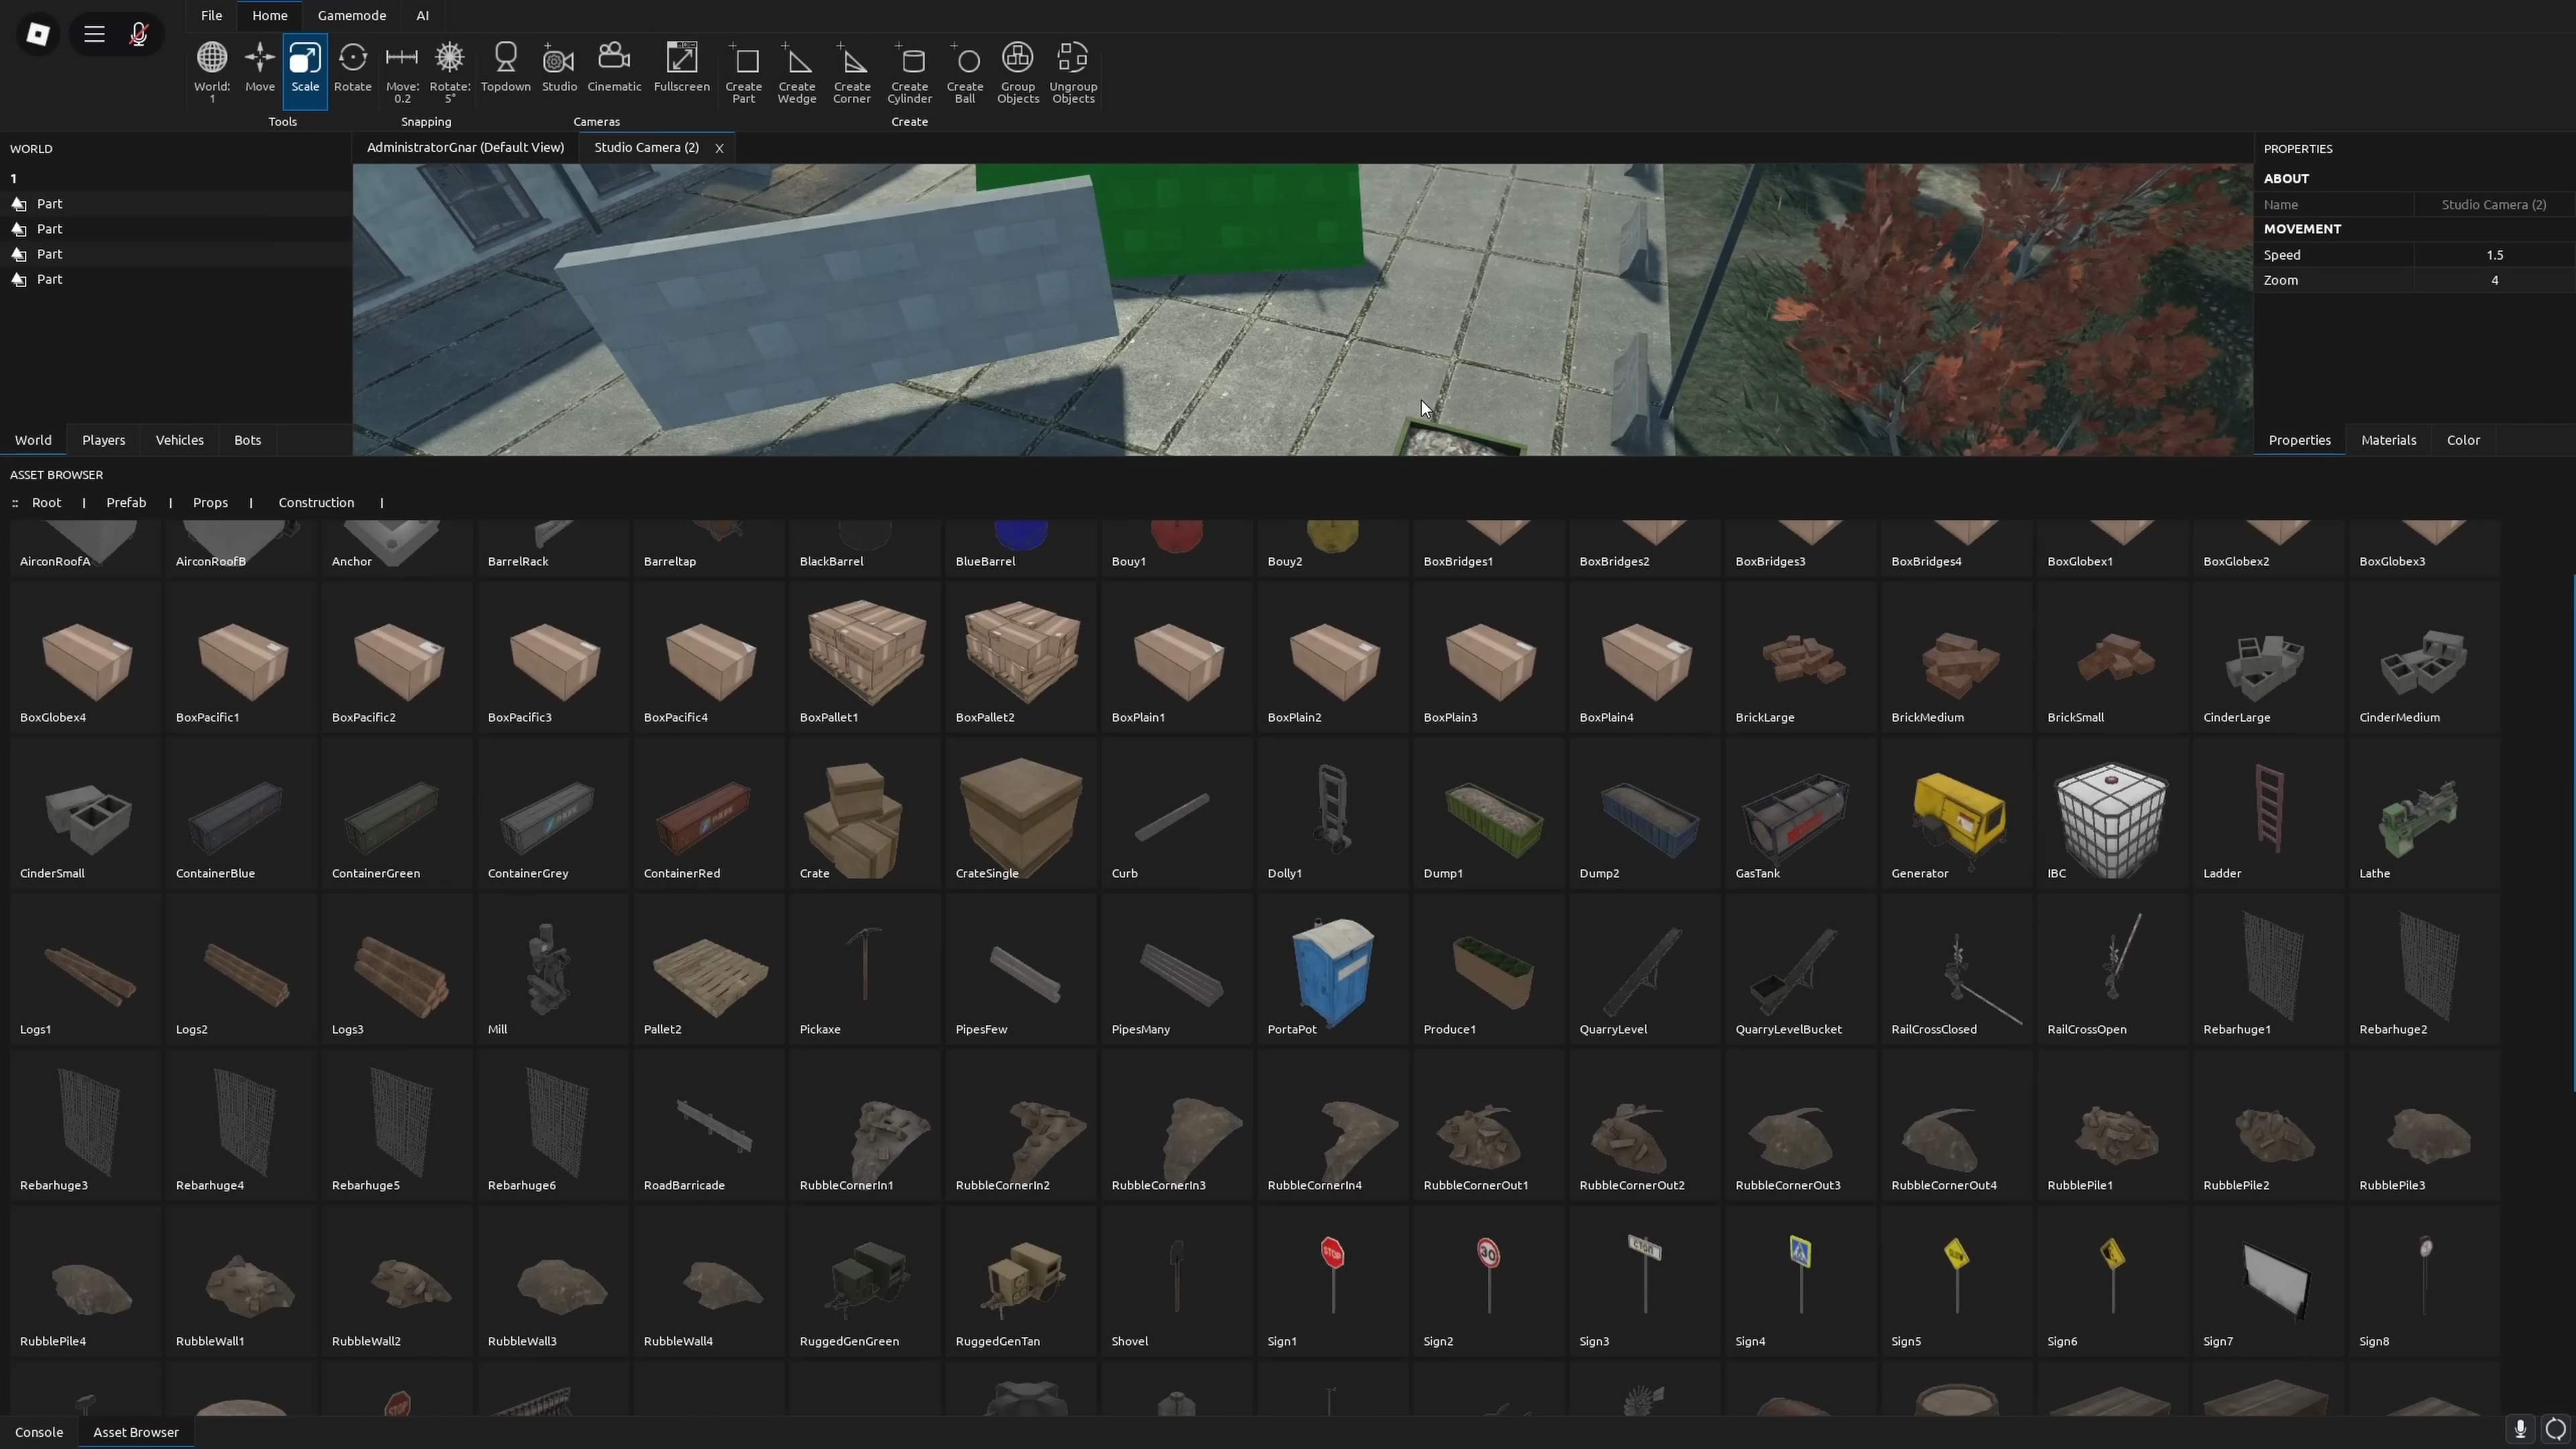 File Home Gamemode AI
World: 1 Move Scale Rotate Move: 0.2 Rotate: 5° Topdown Studio Cinematic Fullscreen Create Part Create Wedge Create Corner Create Cylinder Create Ball Group Objects Ungroup Objects
Tools Snapping Cameras Create
WORLD
1
Part
Part
Part
Part
World Players Vehicles Bots
AdministratorGnar (Default View) Studio Camera (2) X
PROPERTIES
ABOUT
Name Studio Camera (2)
MOVEMENT
Speed 1.5
Zoom 4
Properties Materials Color
ASSET BROWSER
:: Root | Prefab | Props | Construction |
AirconRoofA AirconRoofB Anchor BarrelRack Barreltap BlackBarrel BlueBarrel Bouy1 Bouy2 BoxBridges1 BoxBridges2 BoxBridges3 BoxBridges4 BoxGlobex1 BoxGlobex2 BoxGlobex3
BoxGlobex4 BoxPacific1 BoxPacific2 BoxPacific3 BoxPacific4 BoxPallet1 BoxPallet2 BoxPlain1 BoxPlain2 BoxPlain3 BoxPlain4 BrickLarge BrickMedium BrickSmall CinderLarge CinderMedium
CinderSmall ContainerBlue ContainerGreen ContainerGrey ContainerRed Crate CrateSingle Curb Dolly1 Dump1 Dump2 GasTank Generator IBC Ladder Lathe
Logs1 Logs2 Logs3 Mill Pallet2 Pickaxe PipesFew PipesMany PortaPot Produce1 QuarryLevel QuarryLevelBucket RailCrossClosed RailCrossOpen Rebarhuge1 Rebarhuge2
Rebarhuge3 Rebarhuge4 Rebarhuge5 Rebarhuge6 RoadBarricade RubbleCornerIn1 RubbleCornerIn2 RubbleCornerIn3 RubbleCornerIn4 RubbleCornerOut1 RubbleCornerOut2 RubbleCornerOut3 RubbleCornerOut4 RubblePile1 RubblePile2 RubblePile3
STOP 30 СТОП SLOW
RubblePile4 RubbleWall1 RubbleWall2 RubbleWall3 RubbleWall4 RuggedGenGreen RuggedGenTan Shovel Sign1 Sign2 Sign3 Sign4 Sign5 Sign6 Sign7 Sign8
STOP
Console Asset Browser